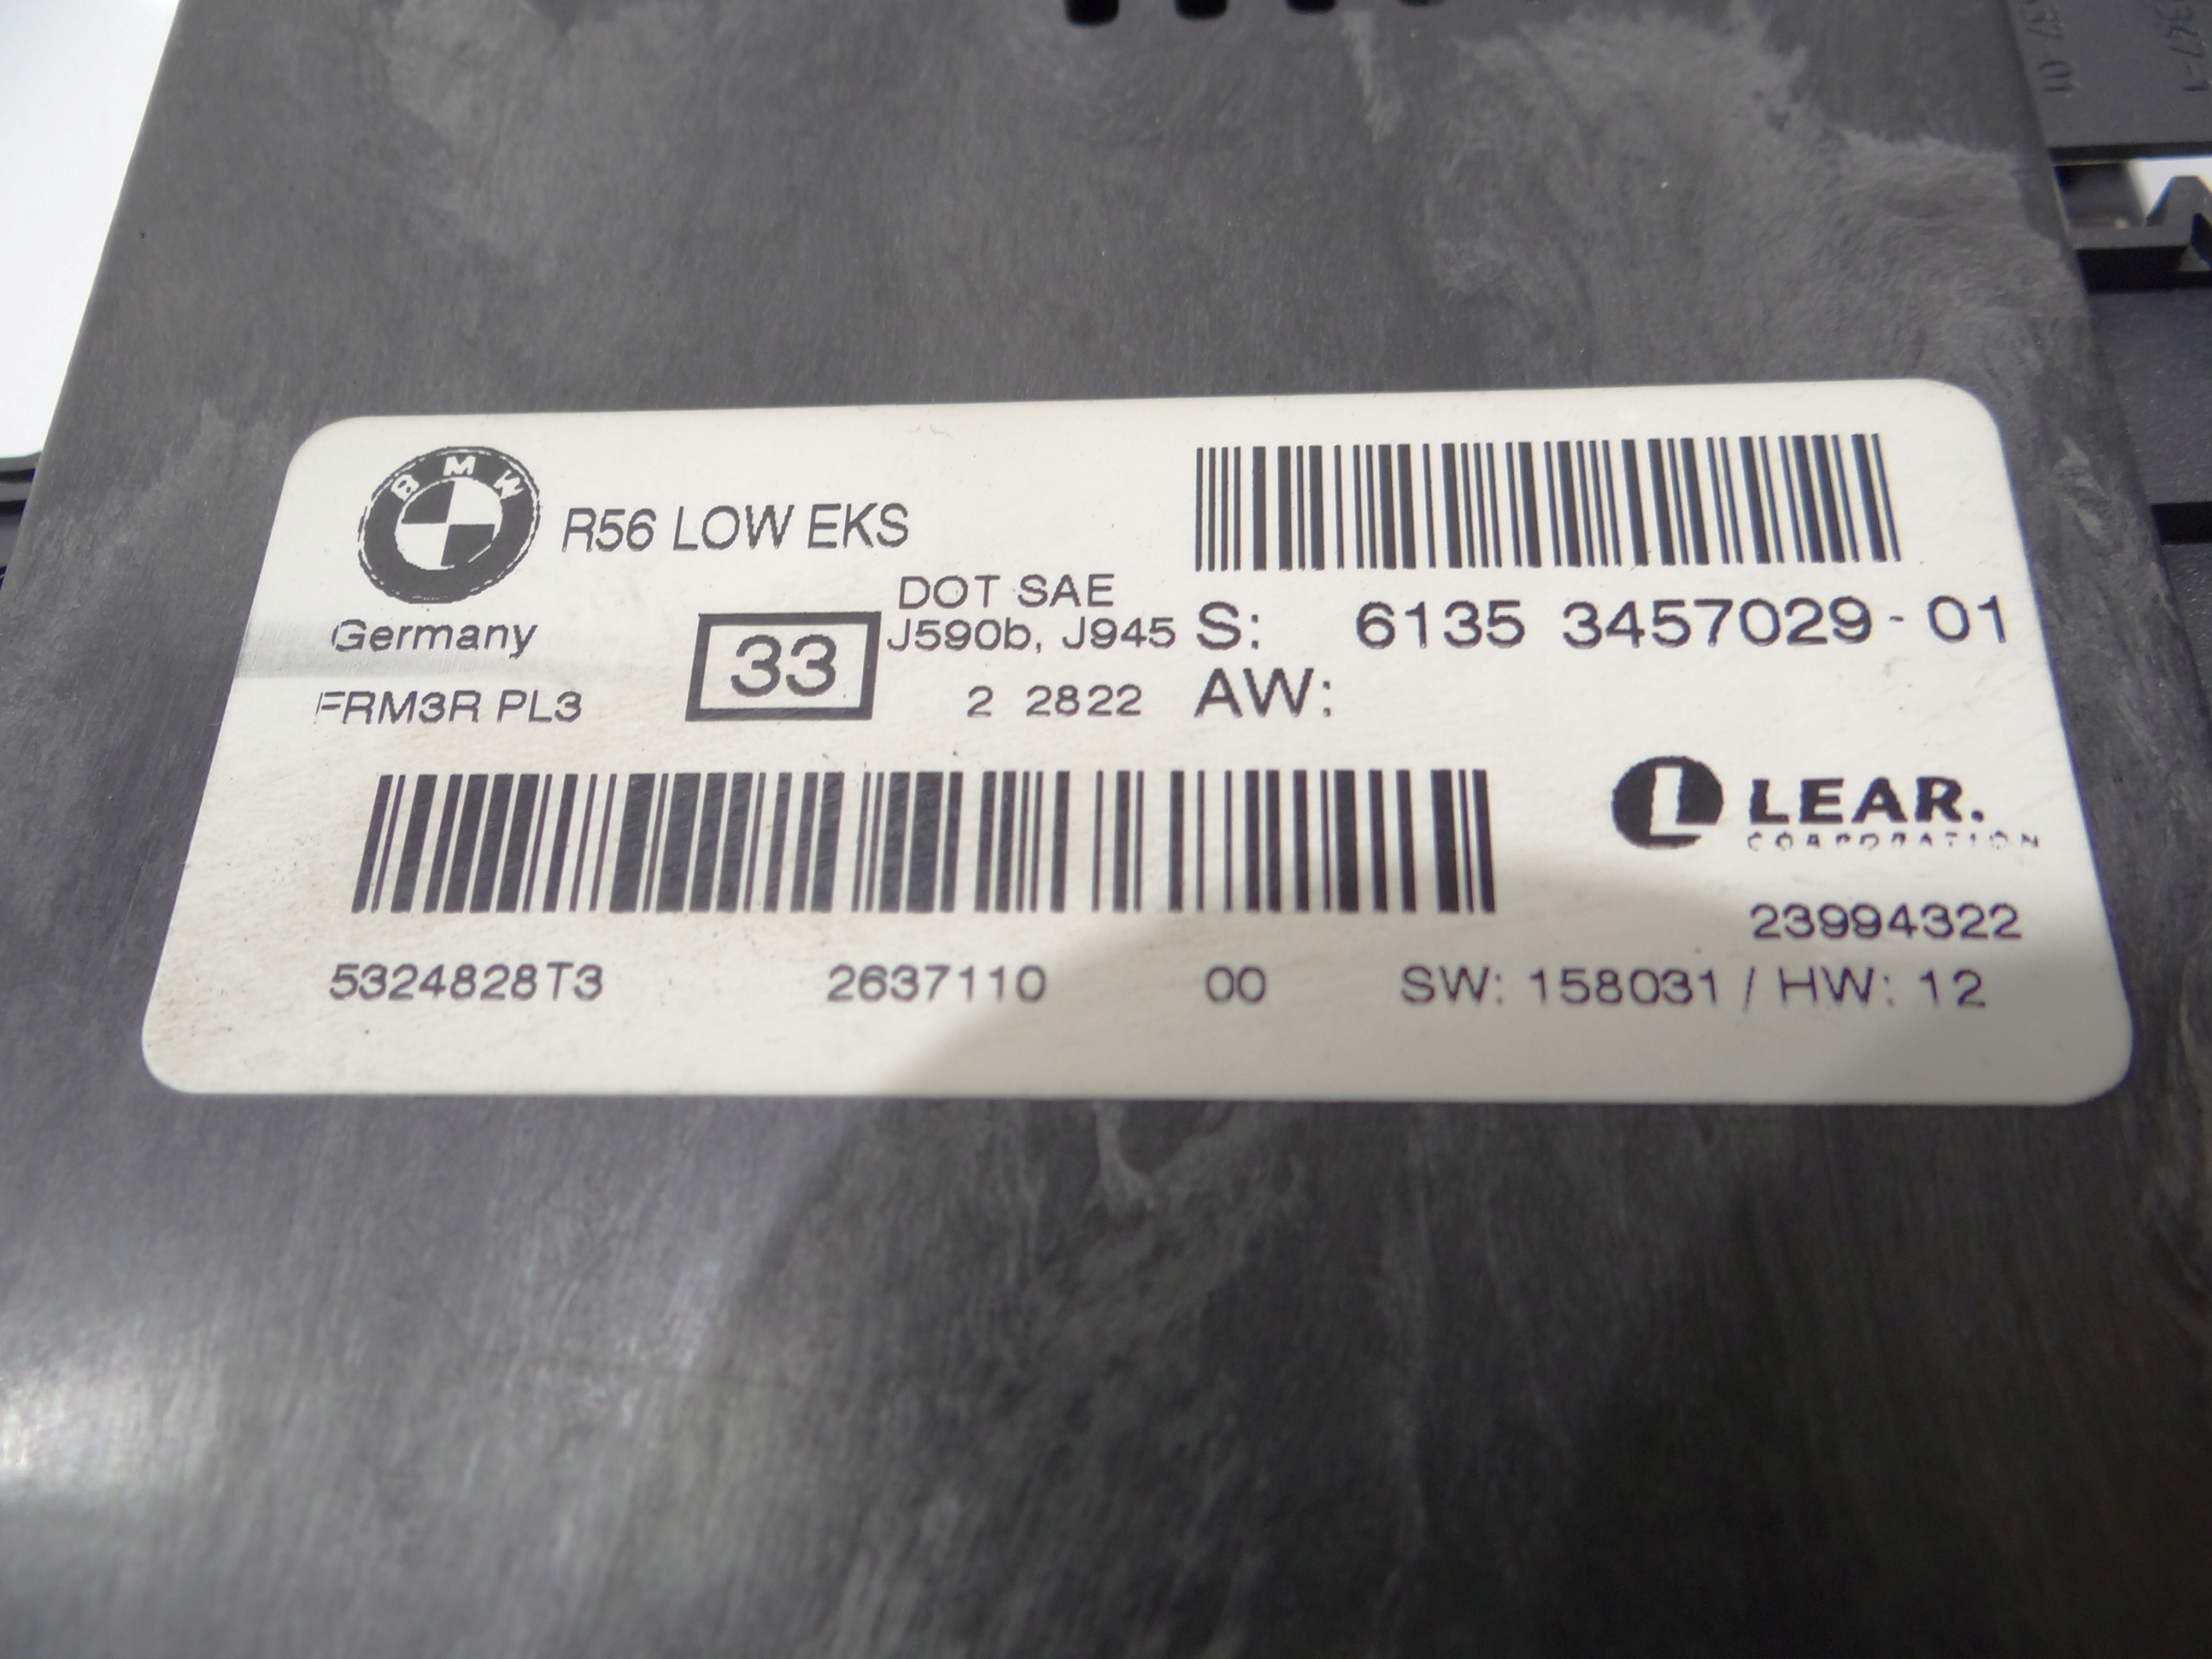 BMW R56 LOW EKS
DOT SAE
Germany 33 J590b, J945 S: 6135 3457029-01
FRM3R PL3 2 2822 AW:
LEAR.
CORPORATION
23994322
5324828T3 2637110 00 SW: 158031 / HW: 12